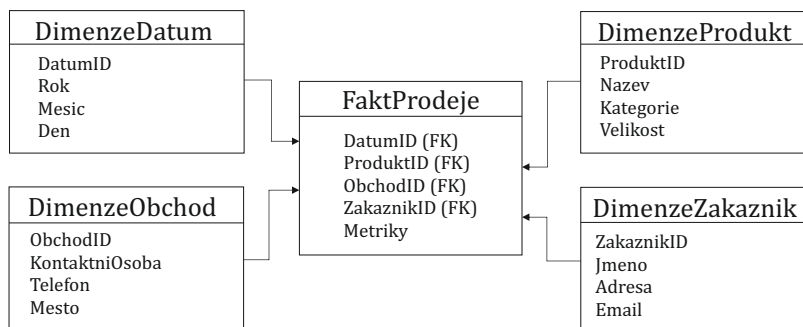 DimenzeDatum
DatumID
Rok
Mesic
Den
DimenzeProdukt
ProduktID
Nazev
Kategorie
Velikost
FaktProdeje
DatumID (FK)
ProduktID (FK)
ObchodID (FK)
ZakaznikID (FK)
Metriky
DimenzeObchod
ObchodID
KontaktniOsoba
Telefon
Mesto
DimenzeZakaznik
ZakaznikID
Jmeno
Adresa
Email